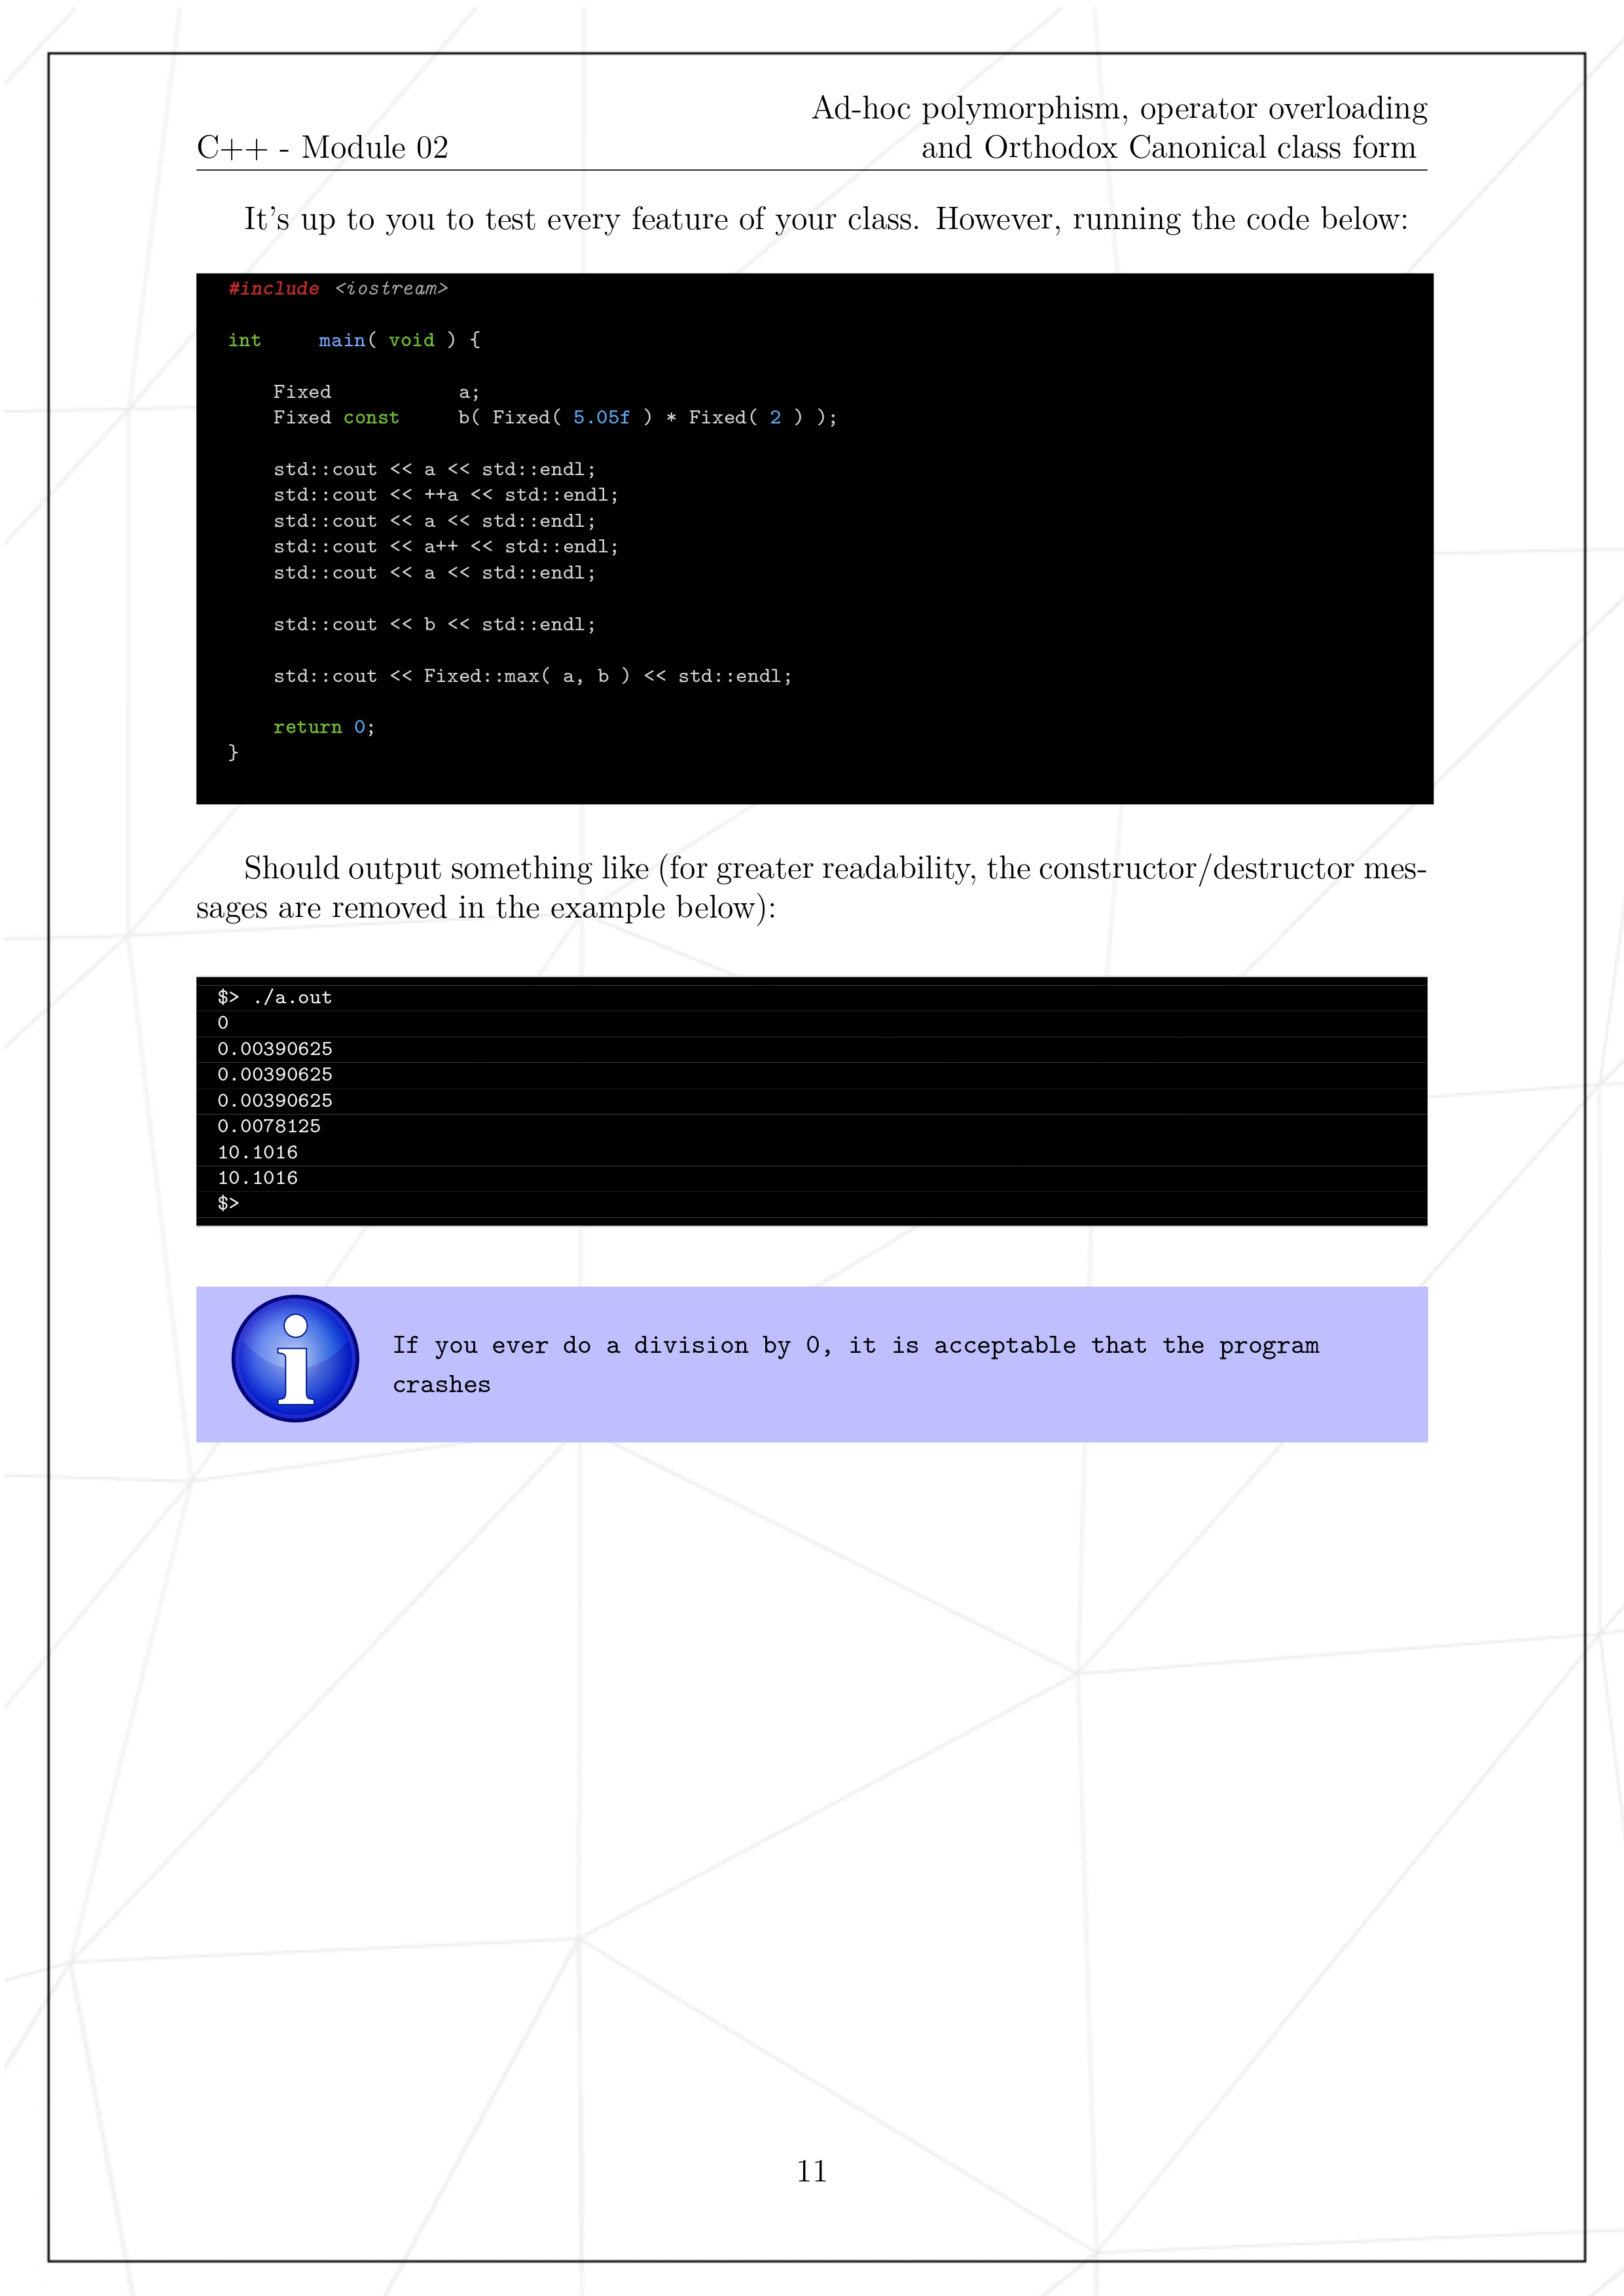 Ad-hoc polymorphism, operator overloading
C++ - Module 02 and Orthodox Canonical class form
It's up to you to test every feature of your class. However, running the code below:
#include <iostream>
int main( void ) {
Fixed a;
Fixed const b( Fixed( 5.05f ) * Fixed( 2 ) );
std::cout << a << std::endl;
std::cout << ++a << std::endl;
std::cout << a << std::endl;
std::cout << a++ << std::endl;
std::cout << a << std::endl;
std::cout << b << std::endl;
std::cout << Fixed::max( a, b ) << std::endl;
return 0;
}
Should output something like (for greater readability, the constructor/destructor mes-
sages are removed in the example below):
$> ./a.out
0
0.00390625
0.00390625
0.00390625
0.0078125
10.1016
10.1016
$>
If you ever do a division by 0, it is acceptable that the program
crashes
11